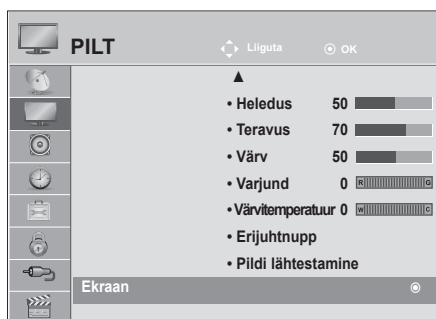 PILT Liiguta OK
▲
• Heledus 50
• Teravus 70
• Värv 50
• Varjund 0 R G
• Värvitemperatuur 0 W C
• Erijuhtnupp
• Pildi lähtestamine
Ekraan